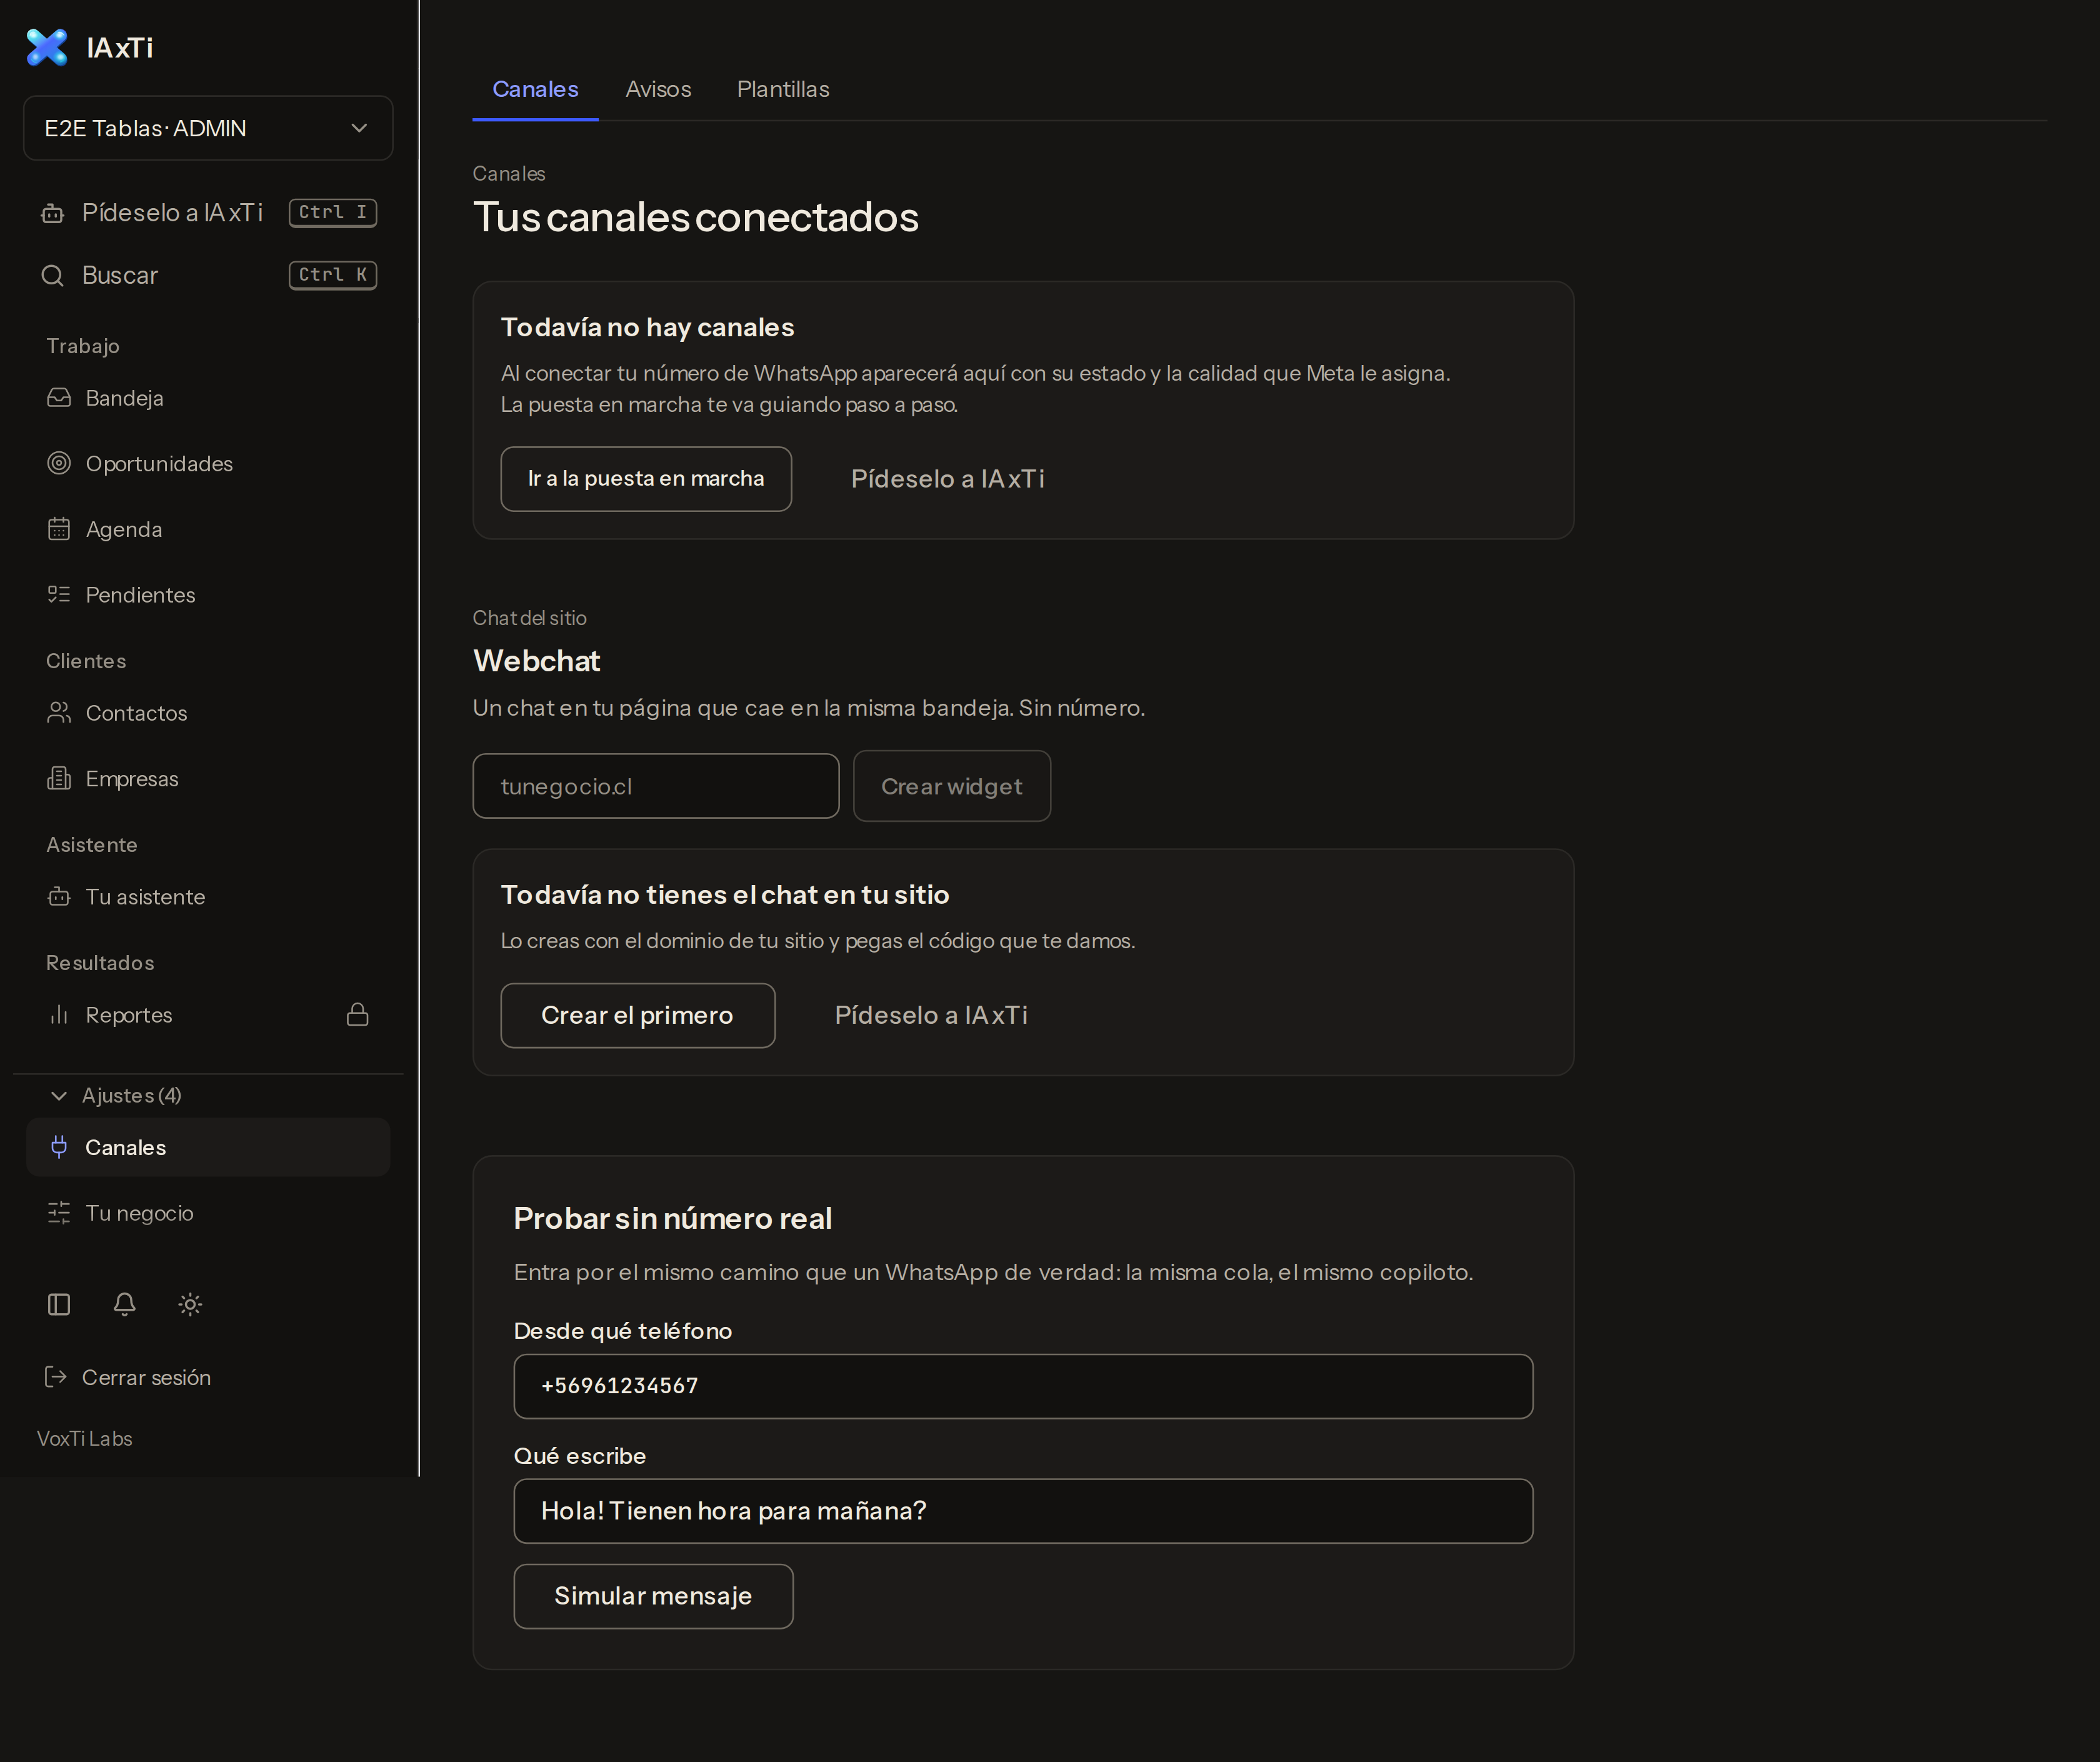 IAxTi
E2E Tablas · ADMIN
Pídeselo a IAxTi
Ctrl I
Buscar
Ctrl K
Trabajo
Bandeja
Oportunidades
Agenda
Pendientes
Clientes
Contactos
Empresas
Asistente
Tu asistente
Resultados
Reportes
Ajustes (4)
Canales
Tu negocio
Cerrar sesión
VoxTi Labs
Canales
Avisos
Plantillas
Canales
Tus canales conectados
Todavía no hay canales
Al conectar tu número de WhatsApp aparecerá aquí con su estado y la calidad que Meta le asigna.
La puesta en marcha te va guiando paso a paso.
Ir a la puesta en marcha
Pídeselo a IAxTi
Chat del sitio
Webchat
Un chat en tu página que cae en la misma bandeja. Sin número.
tunegocio.cl
Crear widget
Todavía no tienes el chat en tu sitio
Lo creas con el dominio de tu sitio y pegas el código que te damos.
Crear el primero
Pídeselo a IAxTi
Probar sin número real
Entra por el mismo camino que un WhatsApp de verdad: la misma cola, el mismo copiloto.
Desde qué teléfono
+56961234567
Qué escribe
Hola! Tienen hora para mañana?
Simular mensaje